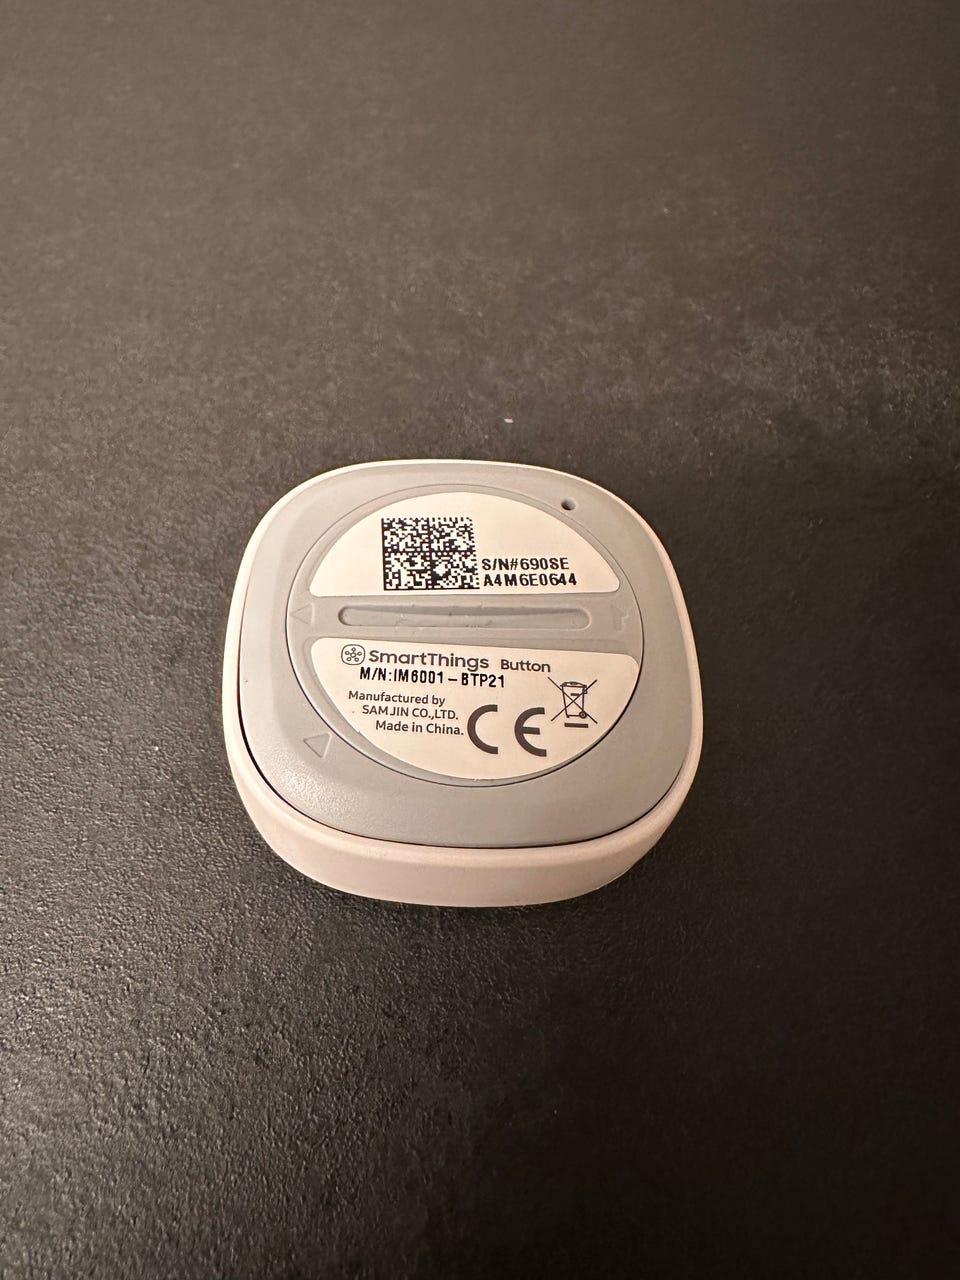 S/N#690SE
A4M6E0644
SmartThings Button
M/N:IM6001-BTP21
Manufactured by
SAMJIN CO.,LTD.
Made in China.
CE